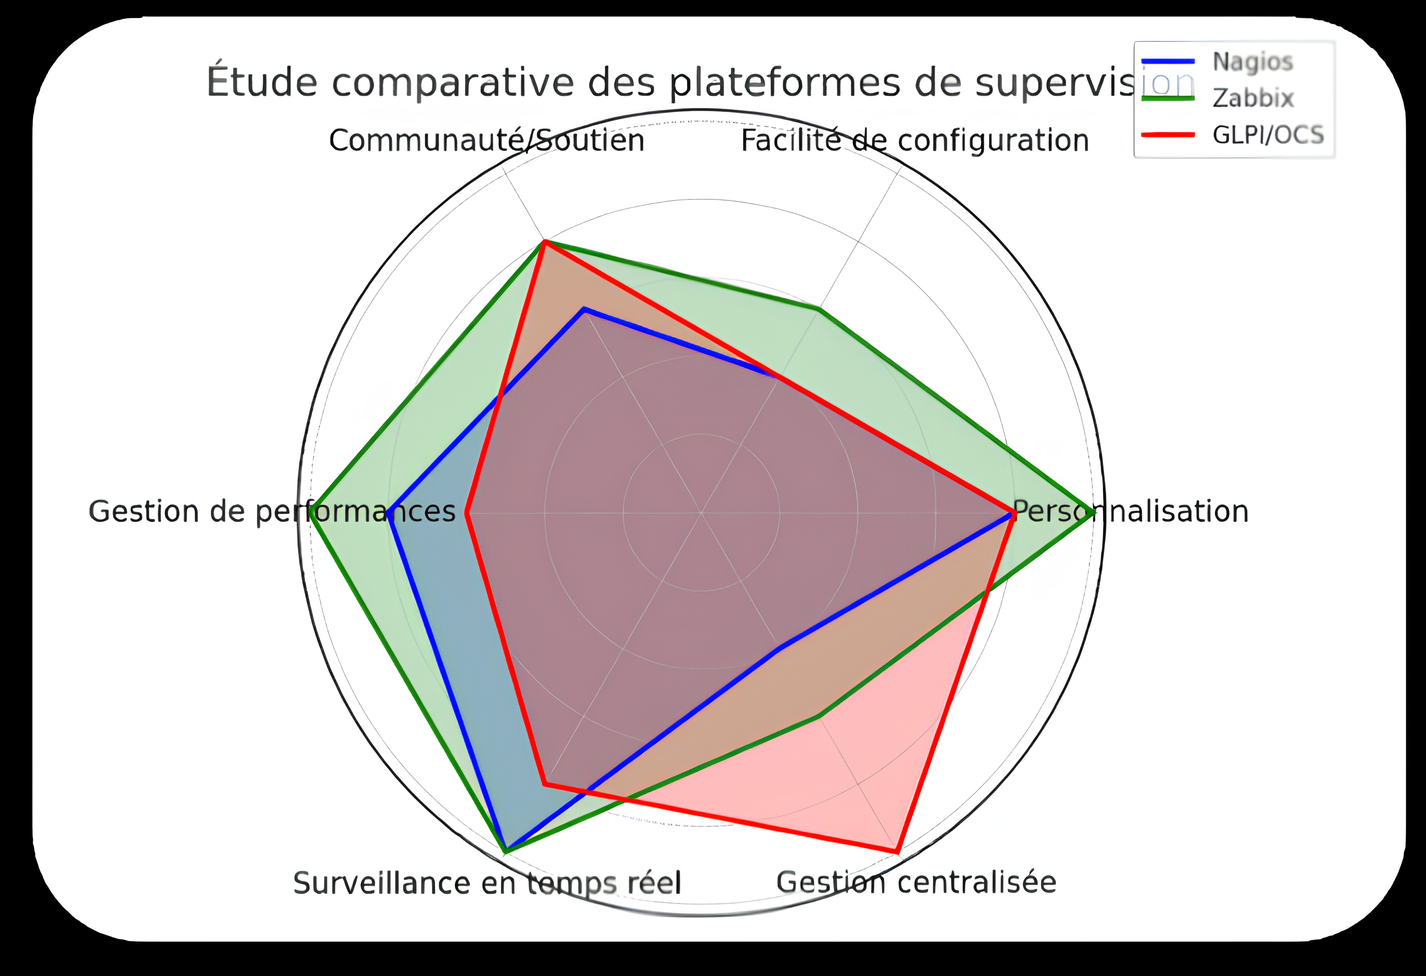 Étude comparative des plateformes de supervision
Nagios
Zabbix
GLPI/OCS
Communauté/Soutien
Facilité de configuration
Gestion de performances
Personnalisation
Surveillance en temps réel
Gestion centralisée